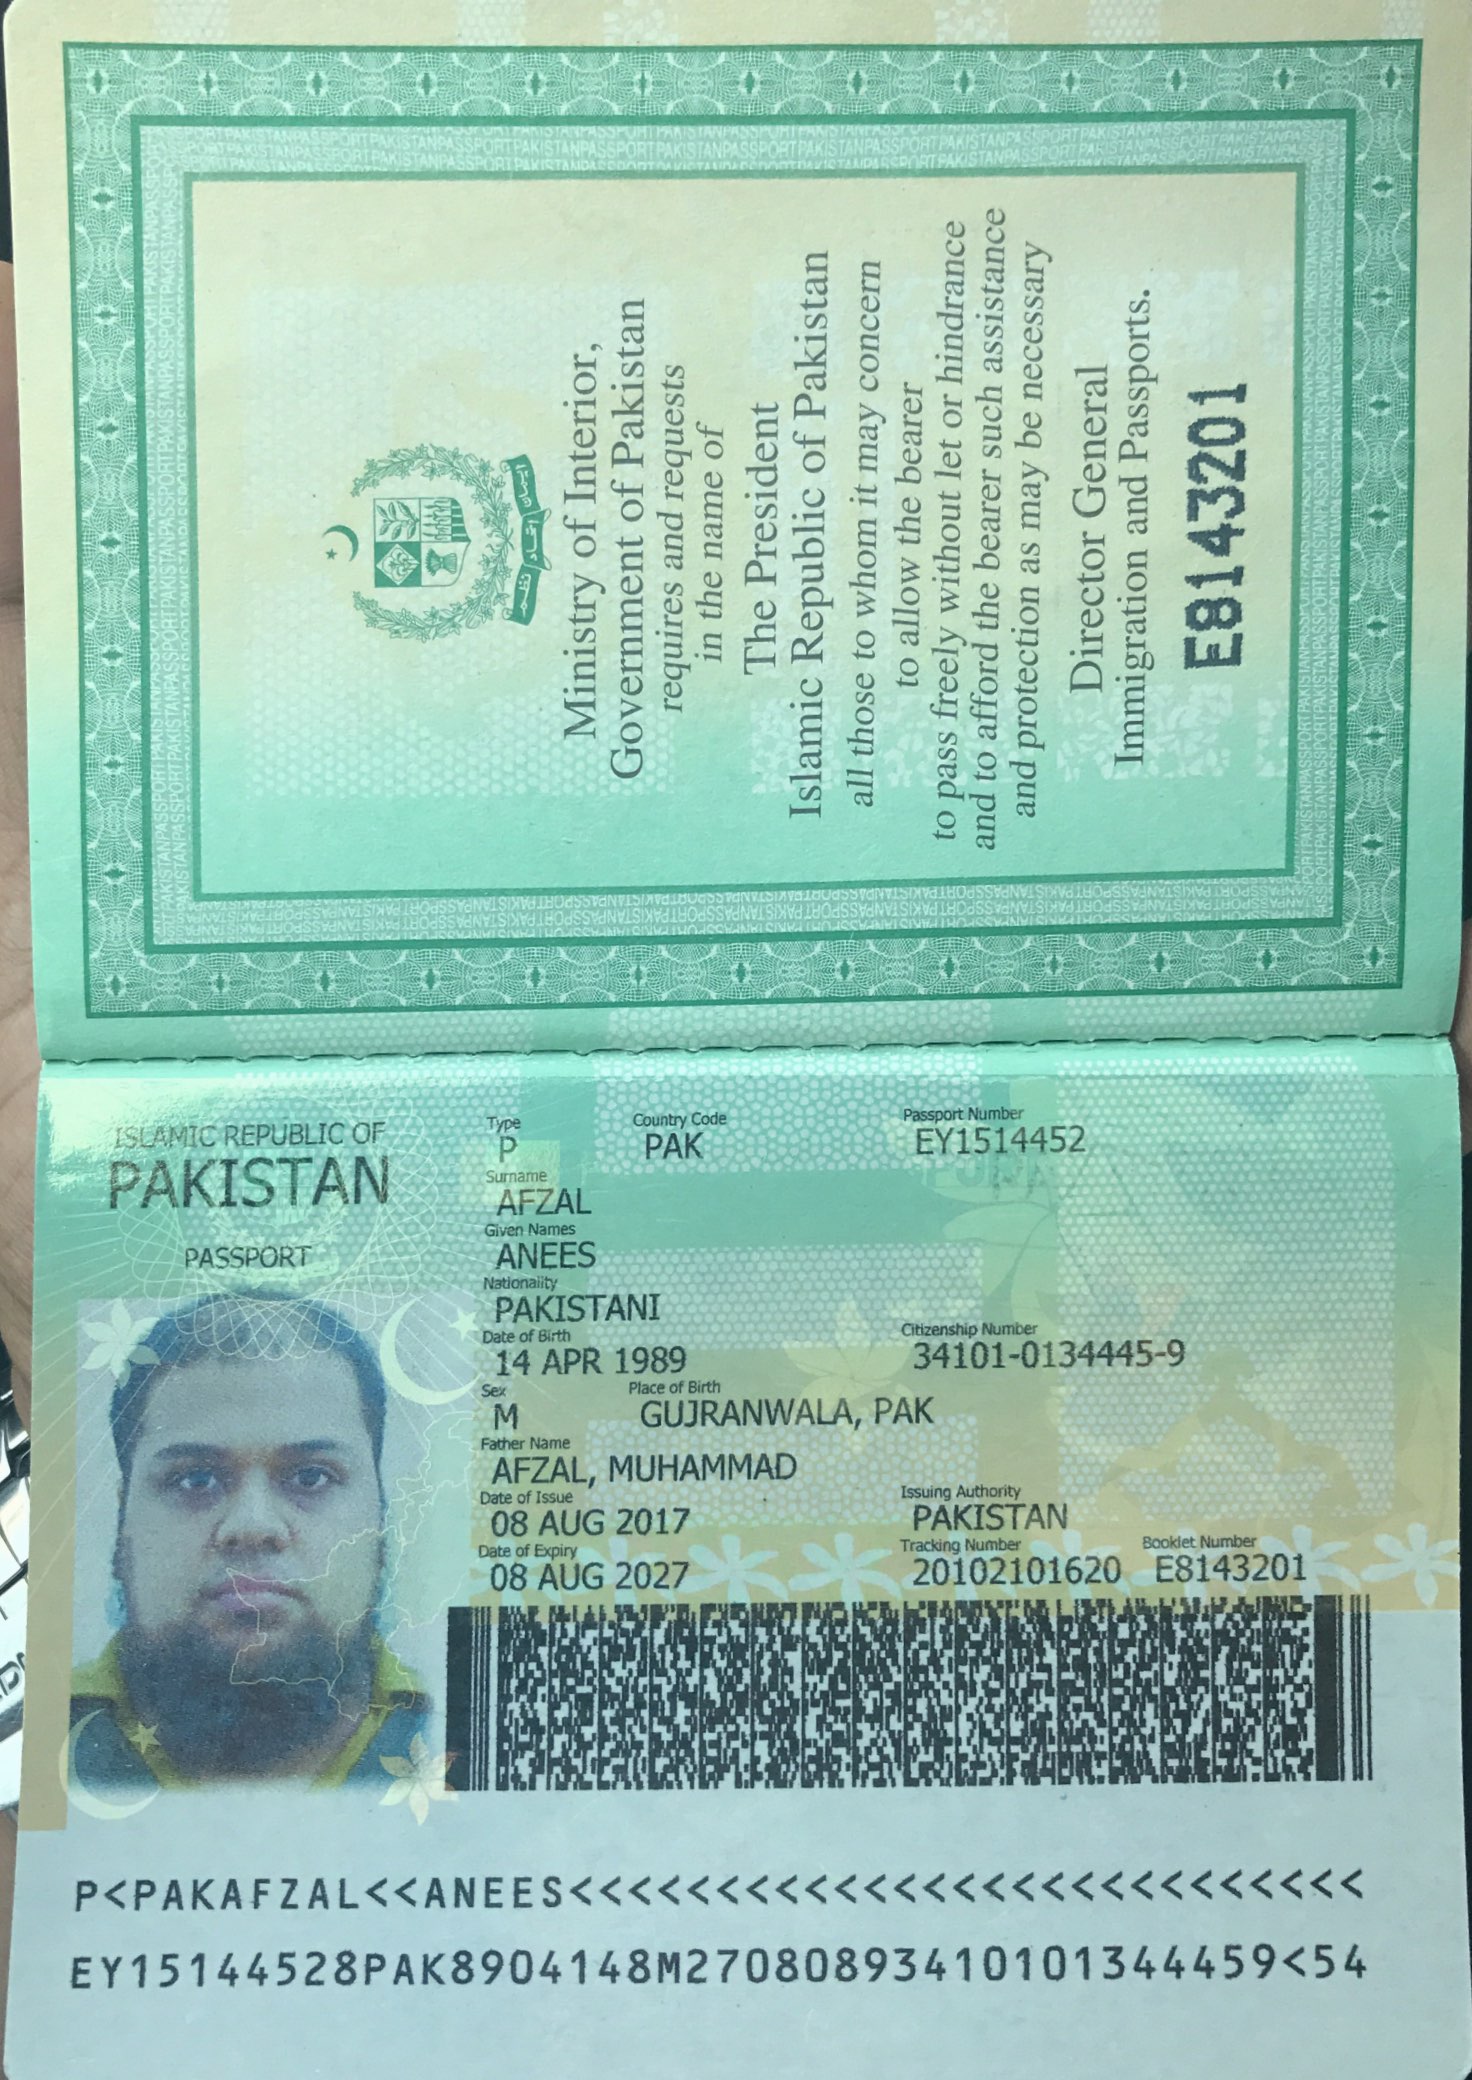 ایمان اتحاد نظم
Ministry of Interior,
Government of Pakistan
requires and requests
in the name of
The President
Islamic Republic of Pakistan
all those to whom it may concern
to allow the bearer
to pass freely without let or hindrance
and to afford the bearer such assistance
and protection as may be necessary
Director General
Immigration and Passports.
E8143201
ISLAMIC REPUBLIC OF
PAKISTAN
PASSPORT
Type Country Code Passport Number
P PAK EY1514452
Surname
AFZAL
Given Names
ANEES
Nationality
PAKISTANI
Date of Birth Citizenship Number
14 APR 1989 34101-0134445-9
Sex Place of Birth
M GUJRANWALA, PAK
Father Name
AFZAL, MUHAMMAD
Date of Issue Issuing Authority
08 AUG 2017 PAKISTAN
Date of Expiry Tracking Number Booklet Number
08 AUG 2027 20102101620 E8143201
P<PAKAFZAL<<ANEES<<<<<<<<<<<<<<<<<<<<<<<<<<<
EY15144528PAK8904148M27080893410101344459<54